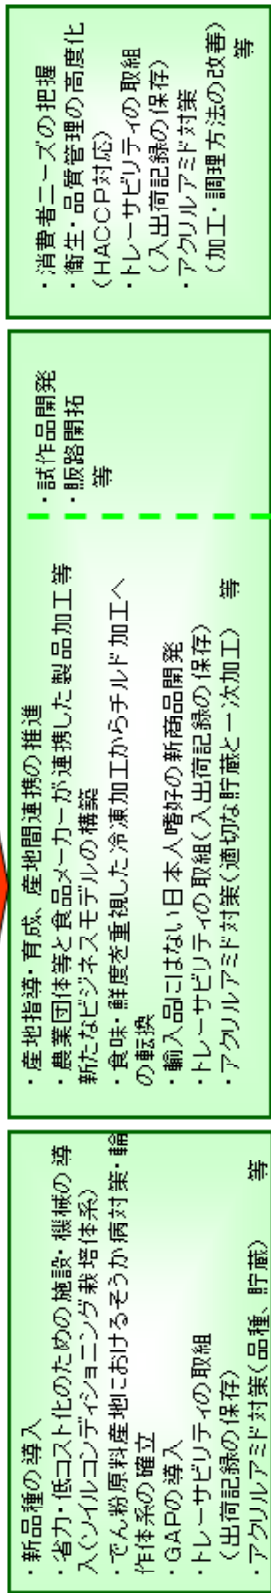 ・新品種の導入
・省力・低コスト化のための施設・機械の導
入(ソイルコンディショニング栽培体系)
・でん粉原料産地におけるそうか病対策・輪
作体系の確立
・GAPの導入
・トレーサビリティの取組
(出荷記録の保存)
・アクリルアミド対策(品種、貯蔵) 等
・産地指導・育成、産地間連携の推進
・農業団体等と食品メーカーが連携した製品加工等
新たなビジネスモデルの構築
・食味・鮮度を重視した冷凍加工からチルド加工へ
の転換
・輸入品にはない日本人嗜好の新商品開発
・トレーサビリティの取組(入出荷記録の保存)
・アクリルアミド対策(適切な貯蔵と一次加工) 等
・試作品開発
・販路開拓
等
・消費者ニーズの把握
・衛生・品質管理の高度化
(HACCP対応)
・トレーサビリティの取組
(入出荷記録の保存)
・アクリルアミド対策
(加工・調理方法の改善)
等